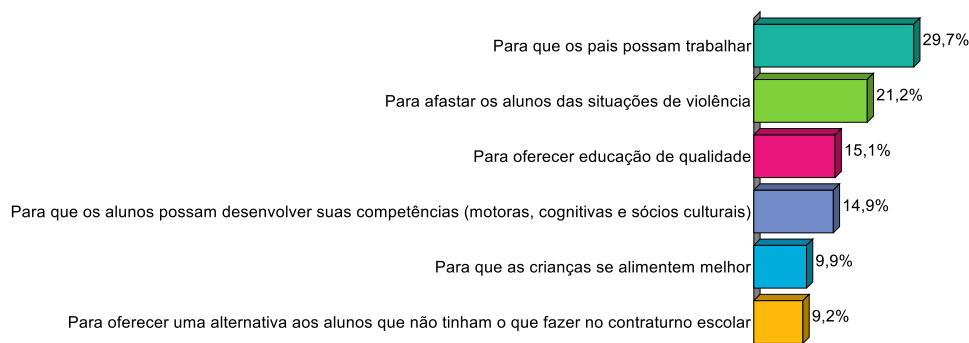 Para que os pais possam trabalhar 29,7%
Para afastar os alunos das situações de violência 21,2%
Para oferecer educação de qualidade 15,1%
Para que os alunos possam desenvolver suas competências (motoras, cognitivas e sócios culturais) 14,9%
Para que as crianças se alimentem melhor 9,9%
Para oferecer uma alternativa aos alunos que não tinham o que fazer no contraturno escolar 9,2%